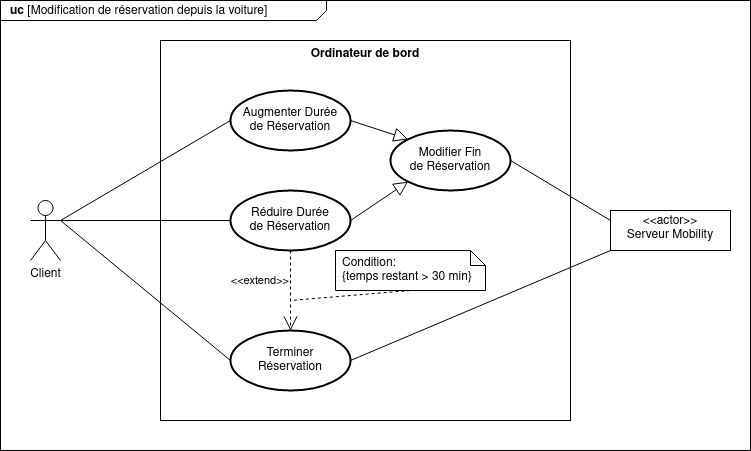 uc [Modification de réservation depuis la voiture]
Ordinateur de bord
Augmenter Durée
de Réservation
Modifier Fin
de Réservation
Réduire Durée
de Réservation
<<actor>>
Serveur Mobility
Client
Condition:
{temps restant > 30 min}
<<extend>>
Terminer
Réservation